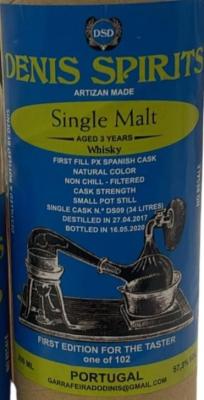 DSD
DENIS SPIRITS
ARTIZAN MADE
Single Malt
AGED 3 YEARS
Whisky
FIRST FILL PX SPANISH CASK
NATURAL COLOR
NON CHILL - FILTERED
CASK STRENGTH
SMALL POT STILL
SINGLE CASK N.º DS09 (34 LITRES)
DESTILLED IN 27.04.2017
BOTTLED IN 16.05.2020
FIRST EDITION FOR THE TASTER
one of 102
PORTUGAL
GARRAFEIRADODINIS@GMAIL.COM